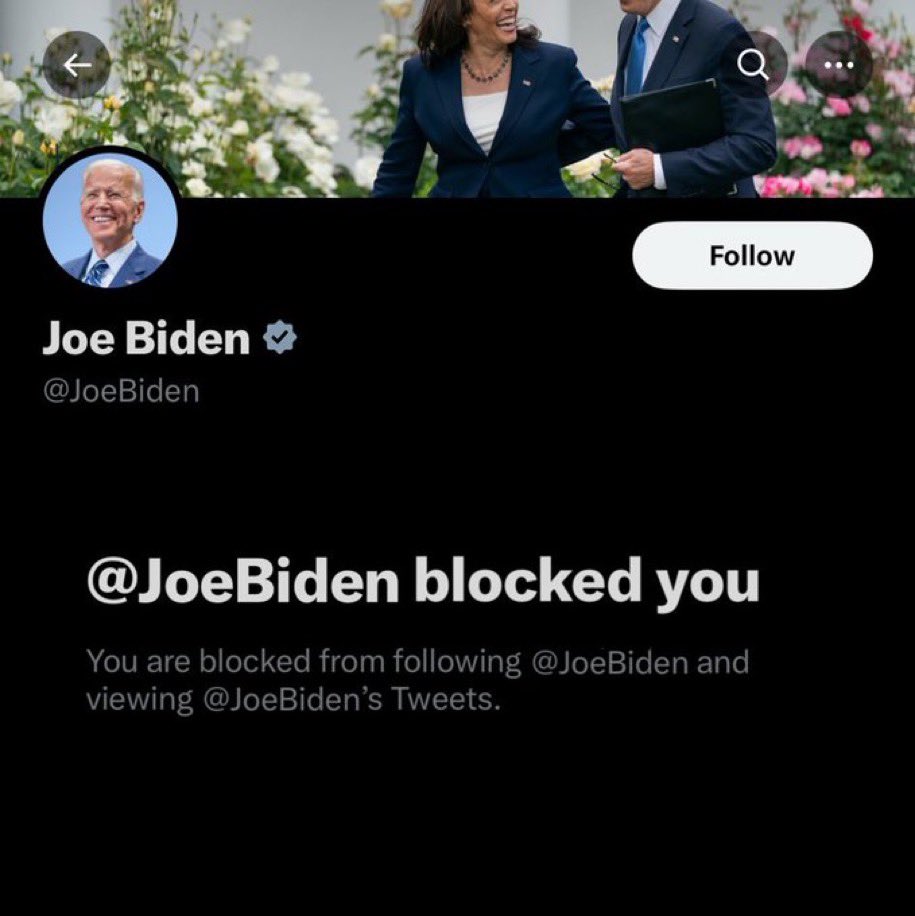 Follow
Joe Biden
@JoeBiden
@JoeBiden blocked you
You are blocked from following @JoeBiden and
viewing @JoeBiden’s Tweets.